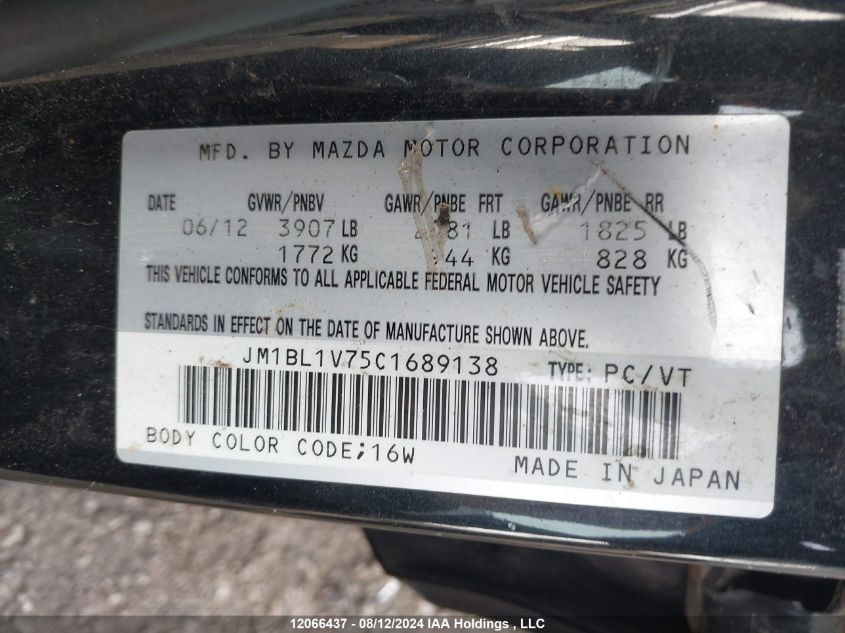 MFD. BY MAZDA MOTOR CORPORATION
DATE GVWR/PNBV GAWR/PNBE FRT GAWR/PNBE RR
06/12 3907 LB LB 1825 LB
1772 KG KG 828 KG
THIS VEHICLE CONFORMS TO ALL APPLICABLE FEDERAL MOTOR VEHICLE SAFETY
STANDARDS IN EFFECT ON THE DATE OF MANUFACTURE SHOWN ABOVE.
JM1BL1V75C1689138 TYPE: PC/VT
BODY COLOR CODE;16W
MADE IN JAPAN
12066437 - 08/12/2024 IAA Holdings , LLC